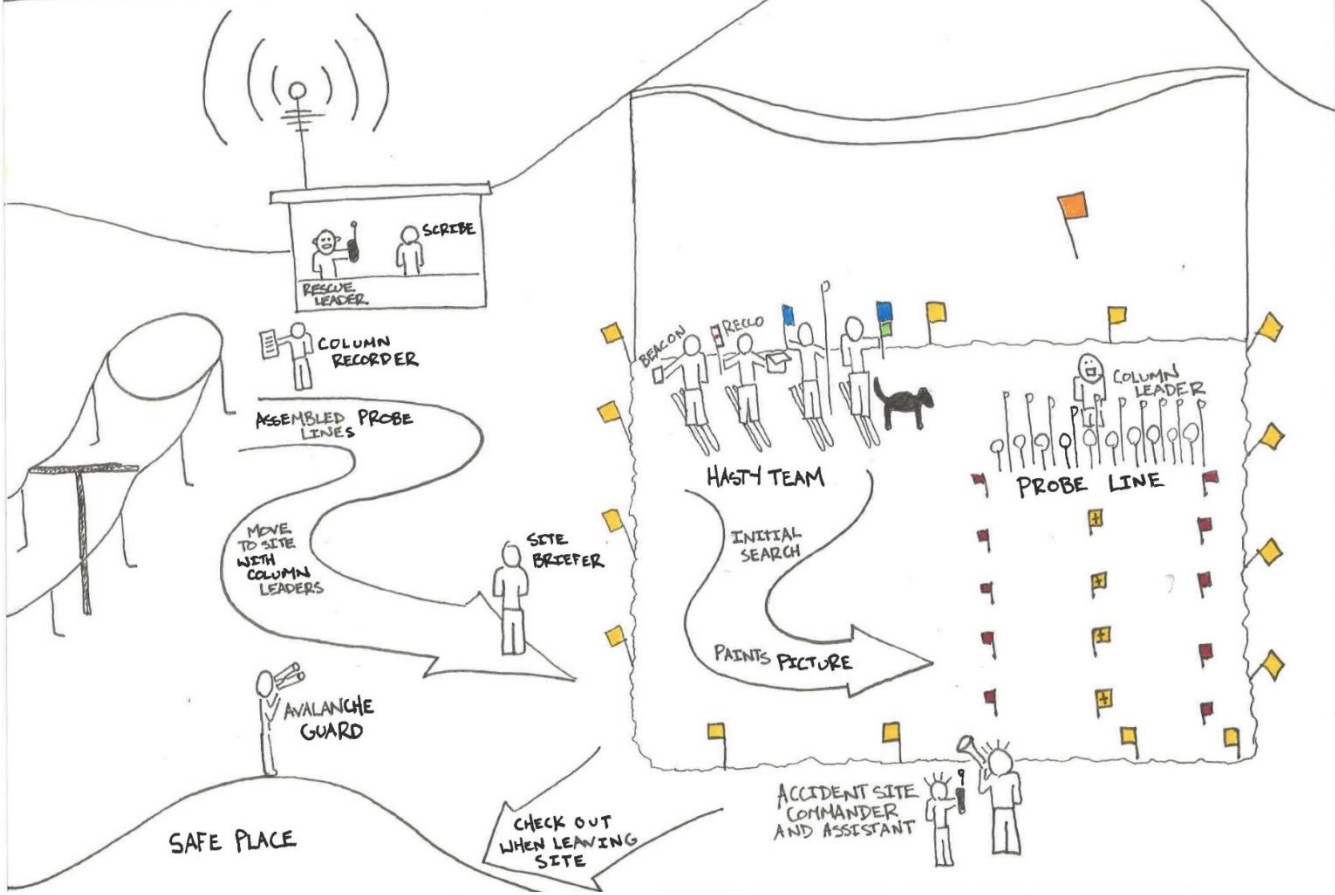 SCRIBE
RESCUE
LEADER
COLUMN
RECORDER
ASSEMBLED PROBE
LINES
MOVE
TO SITE
WITH
COLUMN
LEADERS
SITE
BRIEFER
AVALANCHE
GUARD
SAFE PLACE
CHECK OUT
WHEN LEAVING
SITE
BEACON
RECCO
HASTY TEAM
INITIAL
SEARCH
PAINTS PICTURE
COLUMN
LEADER
PROBE LINE
ACCIDENT SITE
COMMANDER
AND ASSISTANT